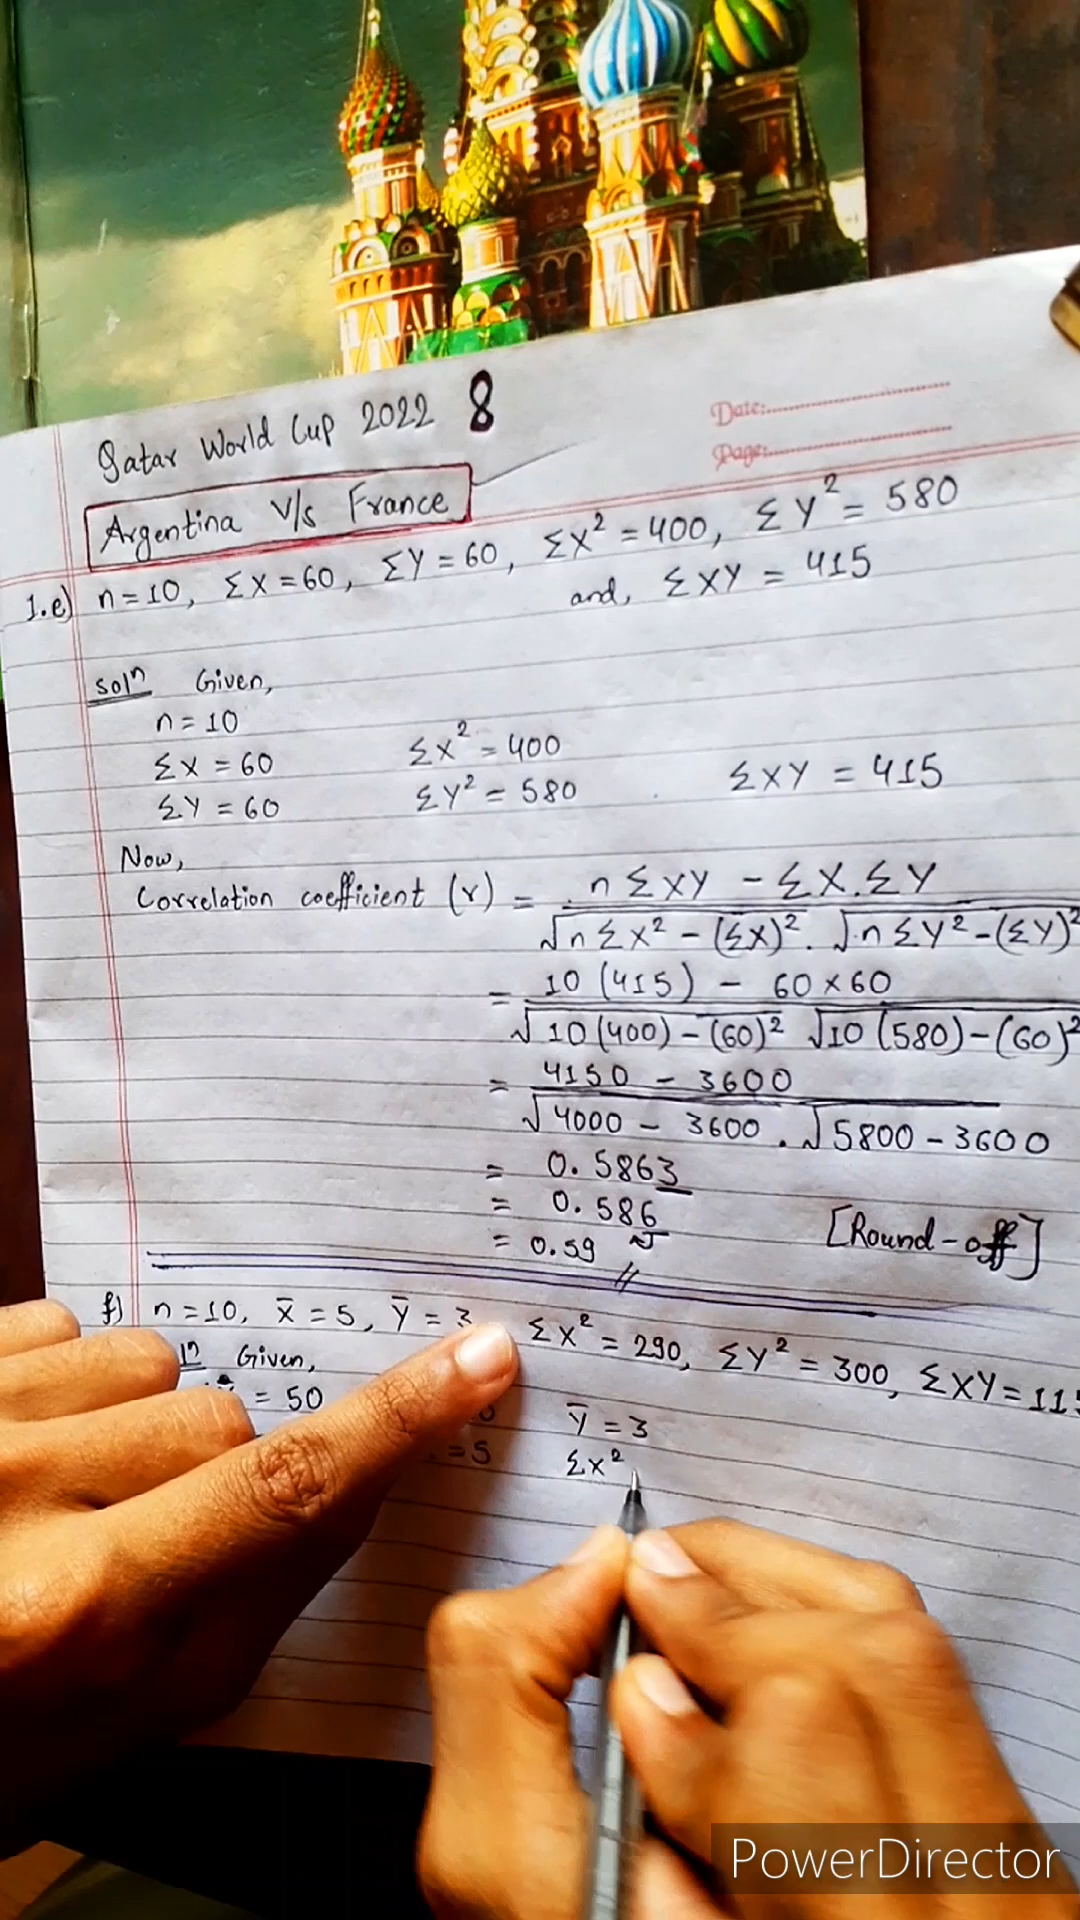 Qatar World Cup 2022 8
Date:
Page:
Argentina V/s France
1.e) n = 10, ΣX = 60, ΣY = 60, ΣX² = 400, ΣY² = 580
and, ΣXY = 415
Solⁿ Given,
n = 10
ΣX = 60 ΣX² = 400
ΣY = 60 ΣY² = 580 ΣXY = 415
Now,
Correlation coefficient (r) = nΣXY - ΣX.ΣY
√nΣX² - (ΣX)² . √nΣY² - (ΣY)²
= 10 (415) - 60 × 60
√10 (400) - (60)² √10 (580) - (60)²
= 4150 - 3600
√4000 - 3600 . √5800 - 3600
= 0.5863
= 0.586 [Round-off]
= 0.59
f) n = 10, X̄ = 5, Ȳ = 3 ΣX² = 290, ΣY² = 300, ΣXY = 115
Given,
= 50 Ȳ = 3
= 5 ΣX²
PowerDirector